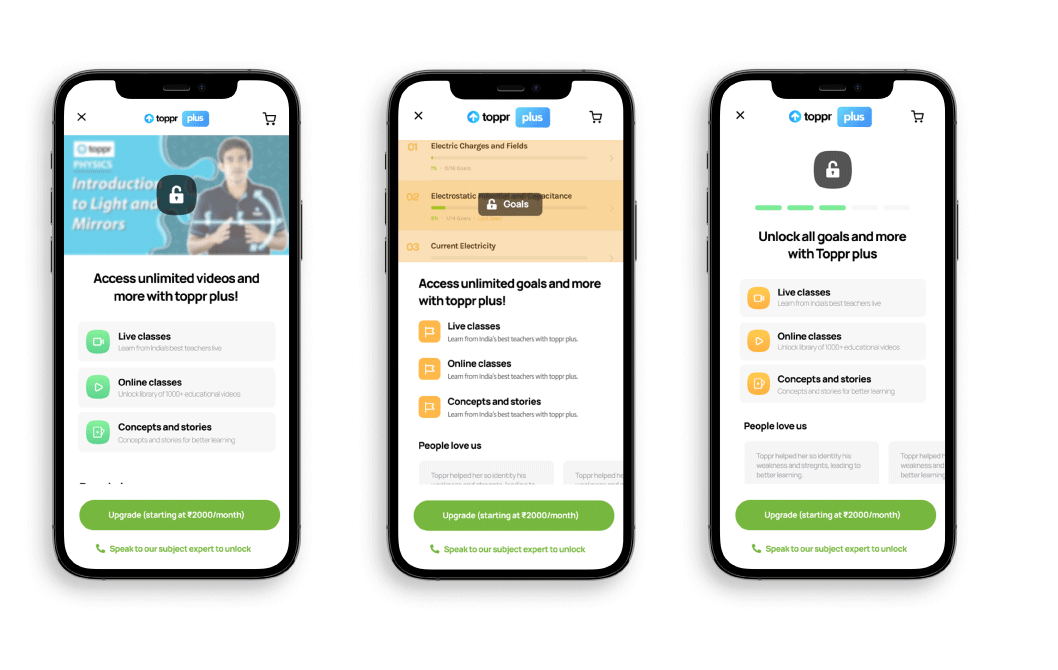 toppr plus
toppr
PHYSICS
Introduction
to Light and
Mirrors
Access unlimited videos and
more with toppr plus!
Live classes
Learn from India's best teachers live
Online classes
Unlock library of 1000+ educational videos
Concepts and stories
Concepts and stories for better learning
Upgrade (starting at ₹2000/month)
Speak to our subject expert to unlock
toppr plus
01 Electric Charges and Fields
02 Electrostatic Potential and Capacitance
Goals
03 Current Electricity
Access unlimited goals and more
with toppr plus!
Live classes
Learn from India's best teachers with toppr plus.
Online classes
Learn from India's best teachers with toppr plus.
Concepts and stories
Learn from India's best teachers with toppr plus.
People love us
Toppr helped her so identify his
Toppr helped
Upgrade (starting at ₹2000/month)
Speak to our subject expert to unlock
toppr plus
Unlock all goals and more
with Toppr plus
Live classes
Learn from India's best teachers live
Online classes
Unlock library of 1000+ educational videos
Concepts and stories
Concepts and stories for better learning
People love us
Toppr helped her so identify his
weakness and stregnts, leading to
better learning.
Toppr helped
weakness and
better learning.
Upgrade (starting at ₹2000/month)
Speak to our subject expert to unlock